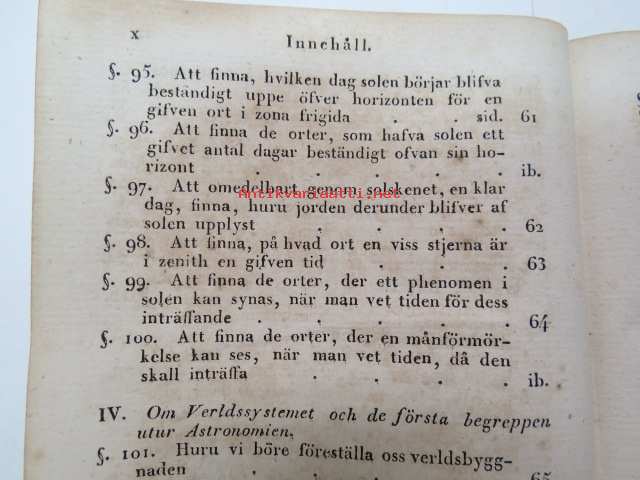 x
Innehåll.
§. 95. Att finna, hvilken dag solen börjar blifva
beständigt uppe öfver horizonten för en
gifven ort i zona frigida . . sid. 61
§. 96. Att finna de orter, som hafva solen ett
gifvet antal dagar beständigt ofvan sin ho-
rizont . . . . . ib.
§. 97. Att omedelbart genom solskenet, en klar
antikvariaatti.net
dag, finna, huru jorden derunder blifver af
solen upplyst . . . . 62
§. 98. Att finna, på hvad ort en viss stjerna är
i zenith en gifven tid . . . 63
§. 99. Att finna de orter, der ett phenomen i
solen kan synas, när man vet tiden för dess
inträffande . . . . . 64
§. 100. Att finna de orter, der en månförmör-
kelse kan ses, när man vet tiden, då den
skall inträffa . . . . ib.
IV. Om Verldssystemet och de första begreppen
utur Astronomien.
§. 101. Huru vi böre föreställa oss verldsbygg-
naden . . . . . 65